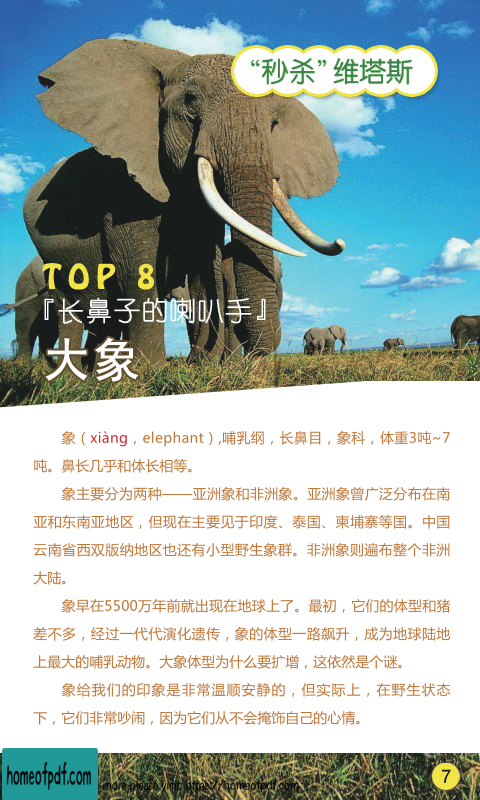 “秒杀”维塔斯
TOP 8
『长鼻子的喇叭手』
大象
象（xiàng，elephant）,哺乳纲，长鼻目，象科，体重3吨~7
吨。鼻长几乎和体长相等。
象主要分为两种——亚洲象和非洲象。亚洲象曾广泛分布在南
亚和东南亚地区，但现在主要见于印度、泰国、柬埔寨等国。中国
云南省西双版纳地区也还有小型野生象群。非洲象则遍布整个非洲
大陆。
象早在5500万年前就出现在地球上了。最初，它们的体型和猪
差不多，经过一代代演化遗传，象的体型一路飙升，成为地球陆地
上最大的哺乳动物。大象体型为什么要扩增，这依然是个谜。
象给我们的印象是非常温顺安静的，但实际上，在野生状态
下，它们非常吵闹，因为它们从不会掩饰自己的心情。
homeofpdf.com
more please visit: https://homeofpdf.com
7